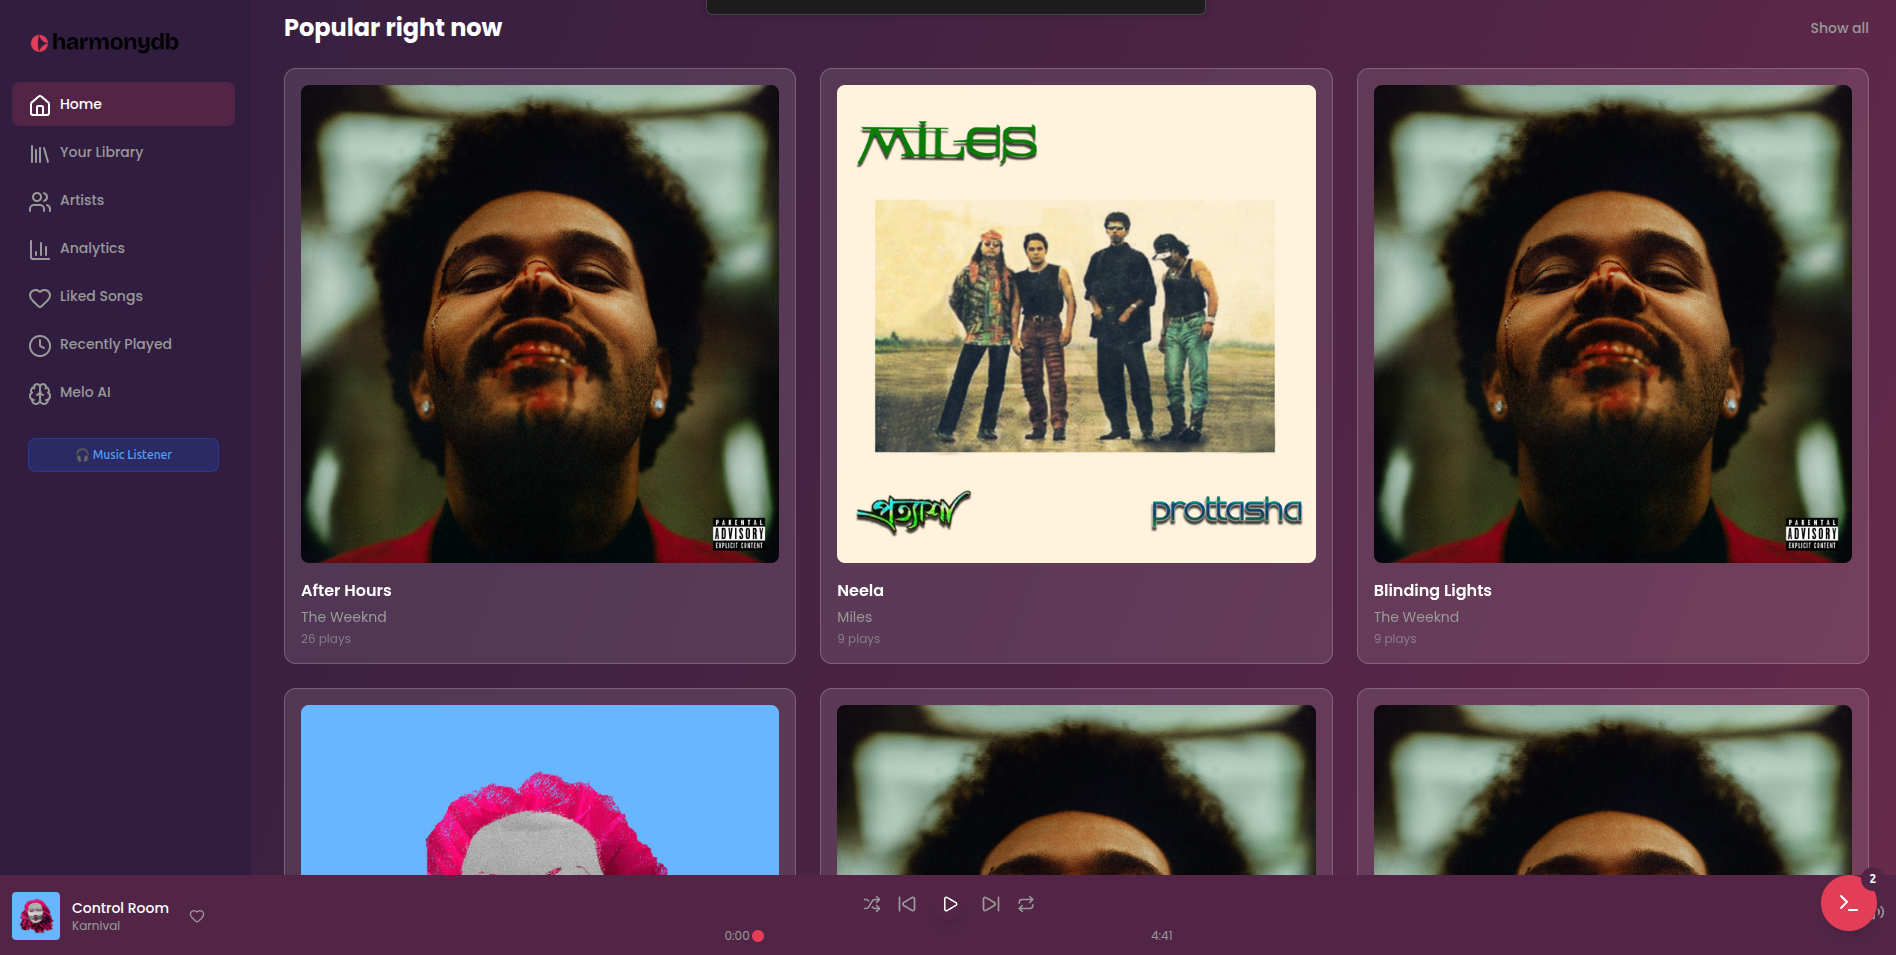 harmonydb
Home
Your Library
Artists
Analytics
Liked Songs
Recently Played
Melo AI
🎧 Music Listener
Popular right now
Show all
PARENTAL
ADVISORY
EXPLICIT CONTENT
After Hours
The Weeknd
26 plays
MILES
প্রত্যাশা
prottasha
Neela
Miles
9 plays
PARENTAL
ADVISORY
EXPLICIT CONTENT
Blinding Lights
The Weeknd
9 plays
Control Room
Karnival
0:00
4:41
2